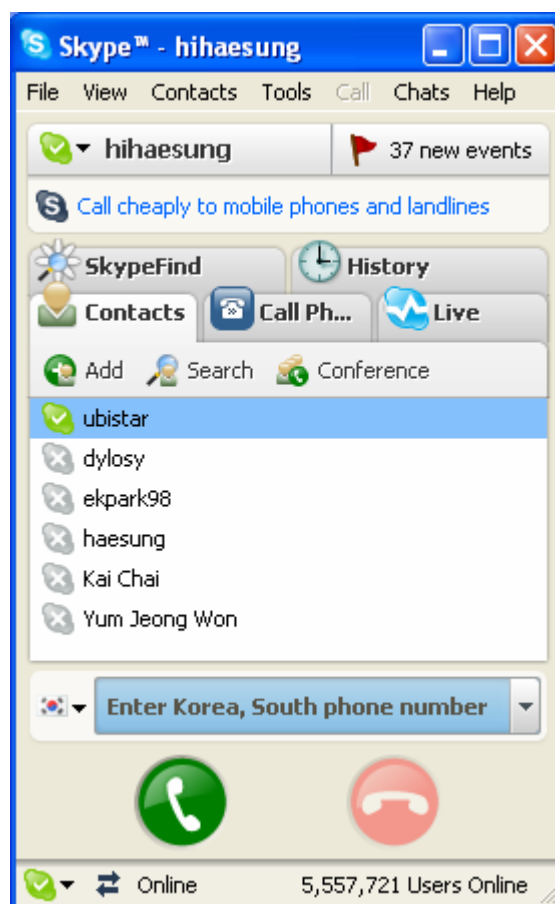 Skype™ - hihaesung
File View Contacts Tools Call Chats Help
hihaesung 37 new events
Call cheaply to mobile phones and landlines
SkypeFind History
Contacts Call Ph... Live
Add Search Conference
ubistar
dylosy
ekpark98
haesung
Kai Chai
Yum Jeong Won
Enter Korea, South phone number
Online 5,557,721 Users Online